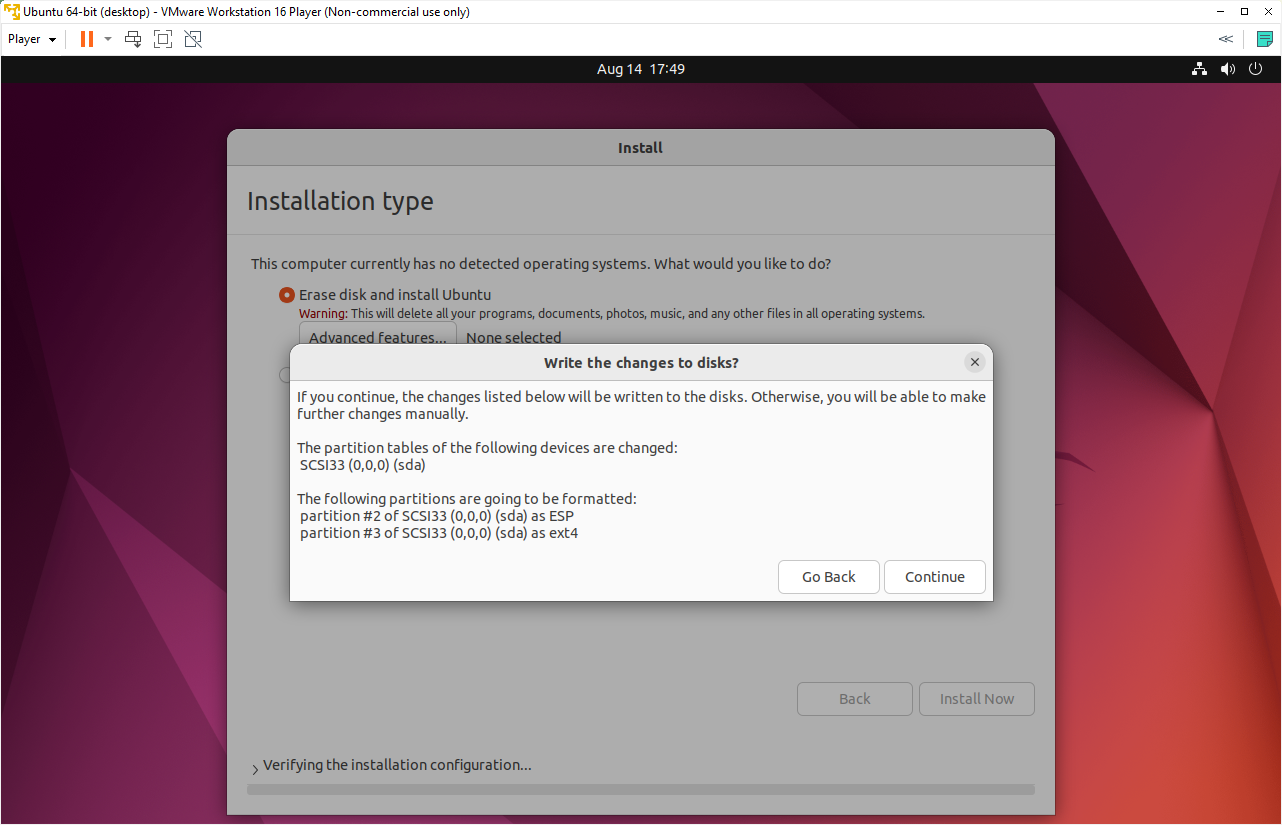 Ubuntu 64-bit (desktop) - VMware Workstation 16 Player (Non-commercial use only)
Player
Aug 14 17:49
Install
Installation type
This computer currently has no detected operating systems. What would you like to do?
Erase disk and install Ubuntu
Warning: This will delete all your programs, documents, photos, music, and any other files in all operating systems.
Advanced features... None selected
Write the changes to disks?
If you continue, the changes listed below will be written to the disks. Otherwise, you will be able to make
further changes manually.
The partition tables of the following devices are changed:
SCSI33 (0,0,0) (sda)
The following partitions are going to be formatted:
partition #2 of SCSI33 (0,0,0) (sda) as ESP
partition #3 of SCSI33 (0,0,0) (sda) as ext4
Go Back Continue
Back Install Now
Verifying the installation configuration...